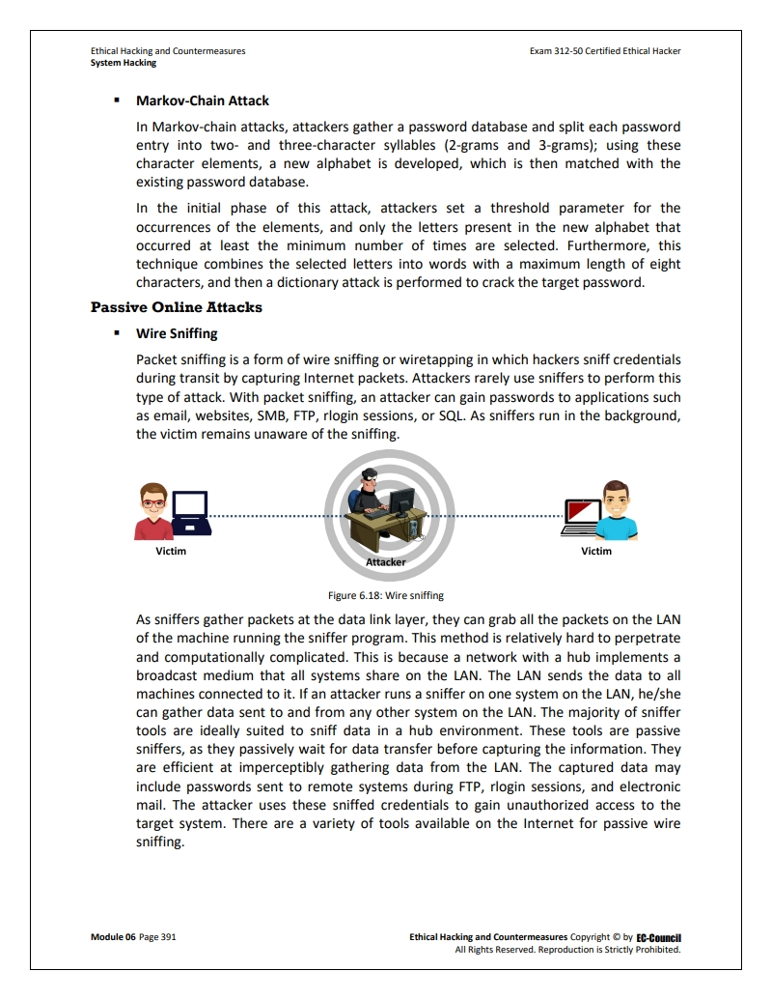 Ethical Hacking and Countermeasures
Exam 312-50 Certified Ethical Hacker
System Hacking
▪ Markov-Chain Attack
In Markov-chain attacks, attackers gather a password database and split each password
entry into two- and three-character syllables (2-grams and 3-grams); using these
character elements, a new alphabet is developed, which is then matched with the
existing password database.
In the initial phase of this attack, attackers set a threshold parameter for the
occurrences of the elements, and only the letters present in the new alphabet that
occurred at least the minimum number of times are selected. Furthermore, this
technique combines the selected letters into words with a maximum length of eight
characters, and then a dictionary attack is performed to crack the target password.
Passive Online Attacks
▪ Wire Sniffing
Packet sniffing is a form of wire sniffing or wiretapping in which hackers sniff credentials
during transit by capturing Internet packets. Attackers rarely use sniffers to perform this
type of attack. With packet sniffing, an attacker can gain passwords to applications such
as email, websites, SMB, FTP, rlogin sessions, or SQL. As sniffers run in the background,
the victim remains unaware of the sniffing.
Victim
Attacker
Victim
Figure 6.18: Wire sniffing
As sniffers gather packets at the data link layer, they can grab all the packets on the LAN
of the machine running the sniffer program. This method is relatively hard to perpetrate
and computationally complicated. This is because a network with a hub implements a
broadcast medium that all systems share on the LAN. The LAN sends the data to all
machines connected to it. If an attacker runs a sniffer on one system on the LAN, he/she
can gather data sent to and from any other system on the LAN. The majority of sniffer
tools are ideally suited to sniff data in a hub environment. These tools are passive
sniffers, as they passively wait for data transfer before capturing the information. They
are efficient at imperceptibly gathering data from the LAN. The captured data may
include passwords sent to remote systems during FTP, rlogin sessions, and electronic
mail. The attacker uses these sniffed credentials to gain unauthorized access to the
target system. There are a variety of tools available on the Internet for passive wire
sniffing.
Module 06 Page 391
Ethical Hacking and Countermeasures Copyright © by EC-Council
All Rights Reserved. Reproduction is Strictly Prohibited.